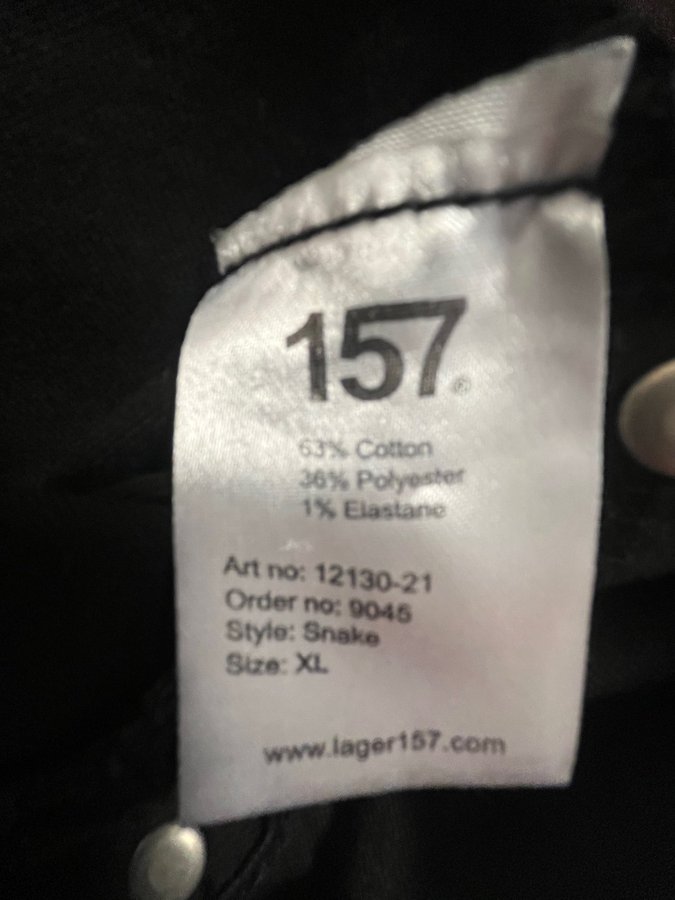 157®
63% Cotton
36% Polyester
1% Elastane
Art no: 12130-21
Order no: 9045
Style: Snake
Size: XL
www.lager157.com